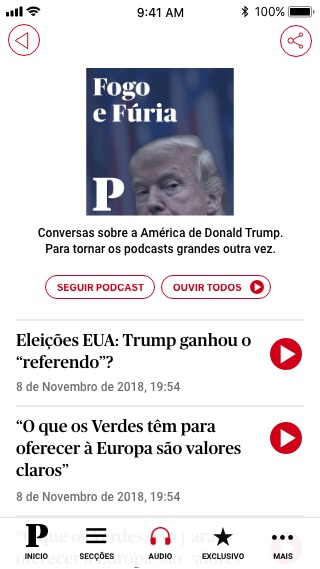 9:41 AM
100%
Fogo
e Fúria
P
Conversas sobre a América de Donald Trump.
Para tornar os podcasts grandes outra vez.
SEGUIR PODCAST
OUVIR TODOS
Eleições EUA: Trump ganhou o
“referendo”?
8 de Novembro de 2018, 19:54
“O que os Verdes têm para
oferecer à Europa são valores
claros”
8 de Novembro de 2018, 19:54
P
INICIO
SECÇÕES
AUDIO
EXCLUSIVO
MAIS